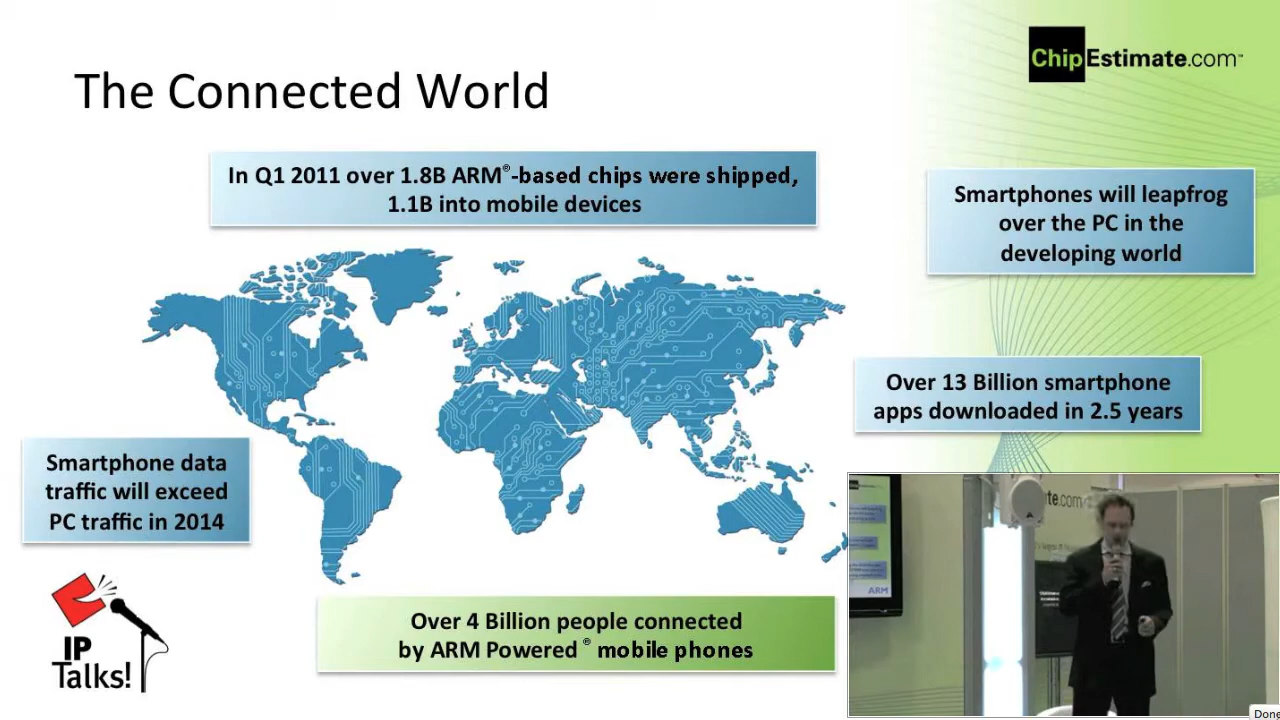 The Connected World
ChipEstimate.com™
In Q1 2011 over 1.8B ARM®-based chips were shipped,
1.1B into mobile devices
Smartphones will leapfrog
over the PC in the
developing world
Over 13 Billion smartphone
apps downloaded in 2.5 years
Smartphone data
traffic will exceed
PC traffic in 2014
Over 4 Billion people connected
by ARM Powered ® mobile phones
IP
Talks!
te.com
ARM
Done